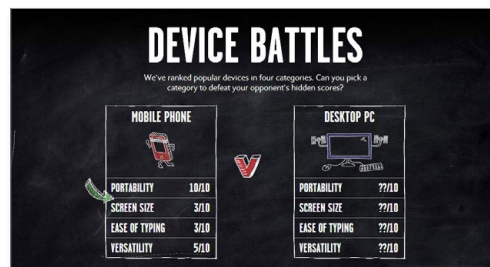 DEVICE BATTLES
We've ranked popular devices in four categories. Can you pick a
category to defeat your opponent's hidden scores?
MOBILE PHONE
PORTABILITY 10/10
SCREEN SIZE 3/10
EASE OF TYPING 3/10
VERSATILITY 5/10
V
DESKTOP PC
PORTABILITY ??/10
SCREEN SIZE ??/10
EASE OF TYPING ??/10
VERSATILITY ??/10